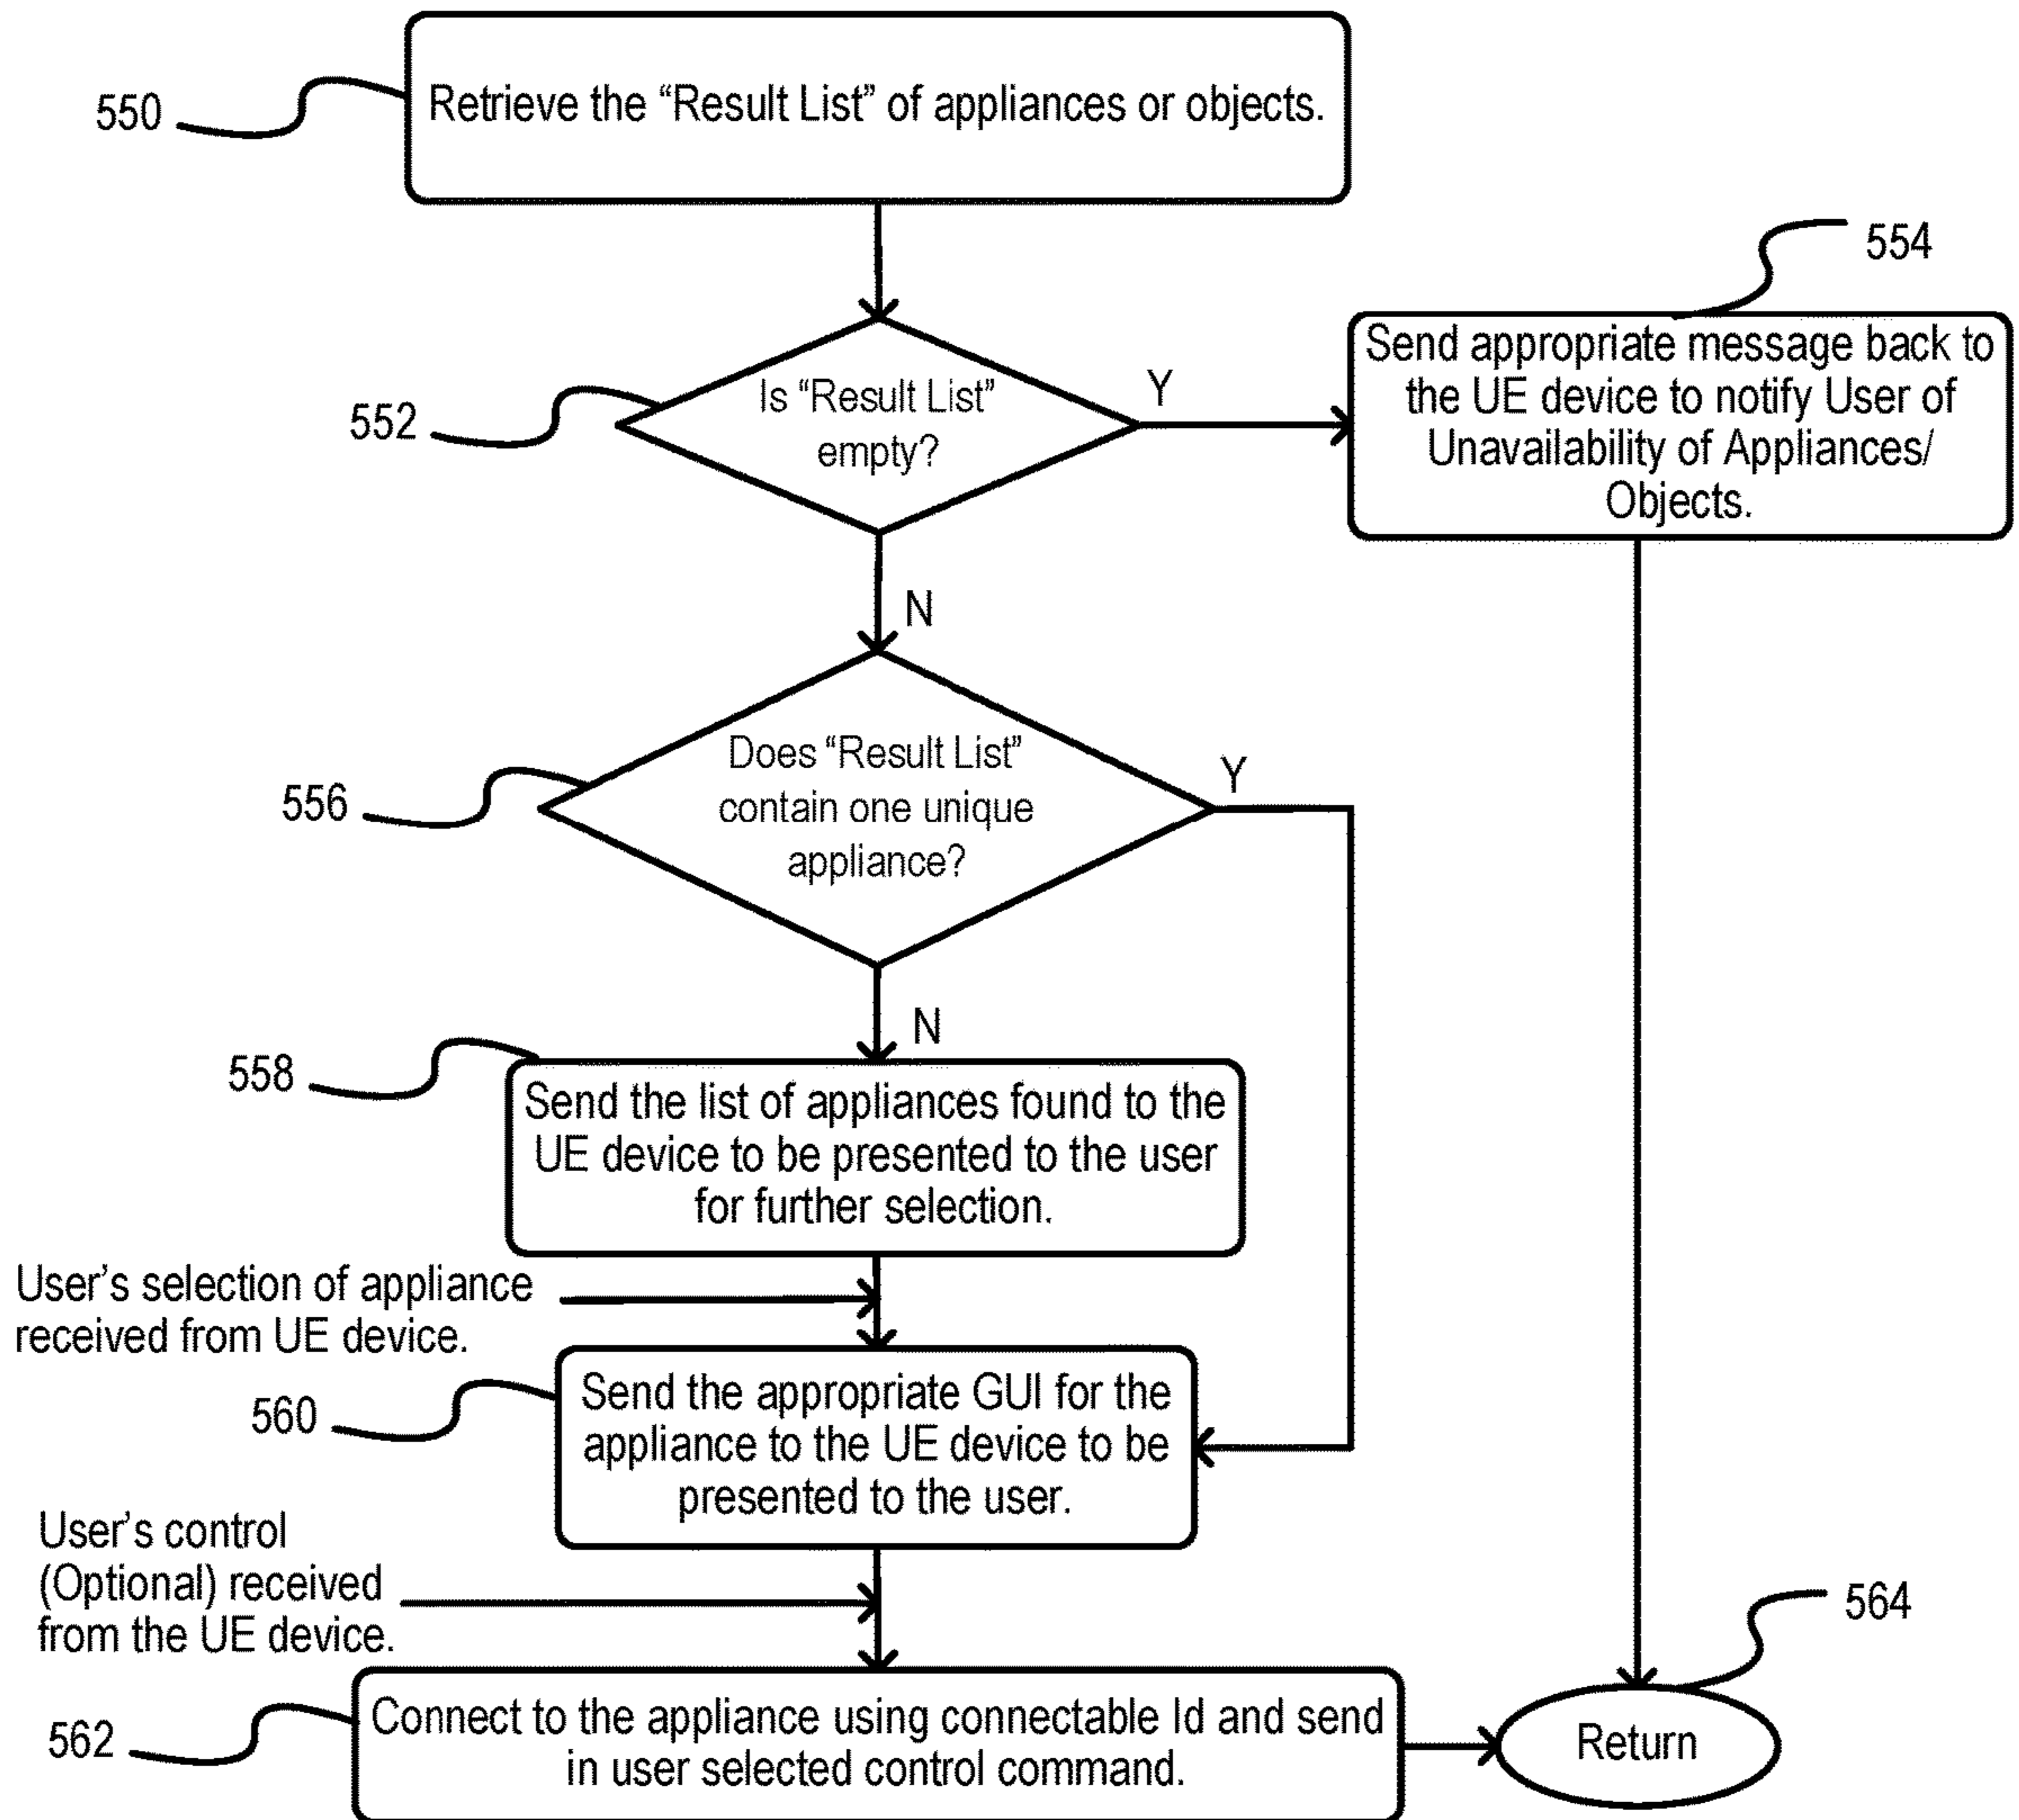 550
Retrieve the “Result List” of appliances or objects.
554
Send appropriate message back to
the UE device to notify User of
Unavailability of Appliances/
Objects.
552
Is “Result List”
empty?
Y
N
556
Does “Result List”
contain one unique
appliance?
Y
N
558
Send the list of appliances found to the
UE device to be presented to the user
for further selection.
User’s selection of appliance
received from UE device.
560
Send the appropriate GUI for the
appliance to the UE device to be
presented to the user.
User’s control
(Optional) received
from the UE device.
562
Connect to the appliance using connectable Id and send
in user selected control command.
564
Return